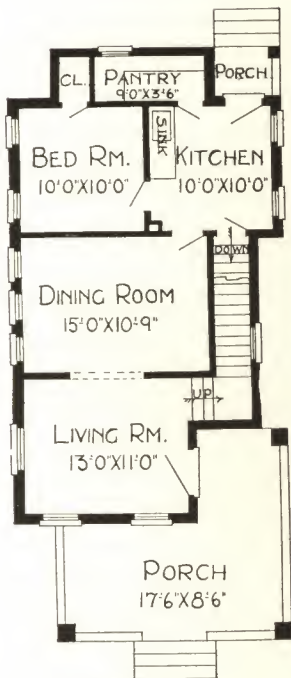 CL.
PANTRY
9'0"X3'6"
PORCH
BED RM.
10'0"X10'0"
SINK
KITCHEN
10'0"X10'0"
DOWN
DINING ROOM
15'0"X10'9"
UP
LIVING RM.
13'0"X11'0"
PORCH
17'6"X8'6"